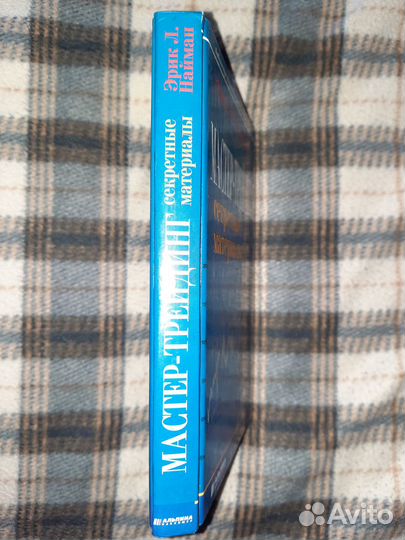 Эрик Л.
Найман
МАСТЕР-ТРЕЙДИНГ
секретные
материалы
АЛЬПИНА
Avito